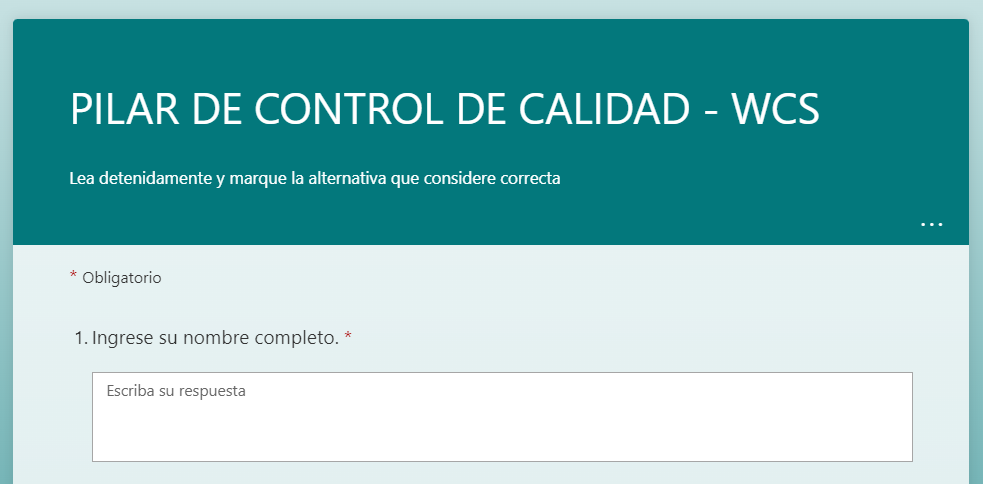 PILAR DE CONTROL DE CALIDAD - WCS
Lea detenidamente y marque la alternativa que considere correcta
...
* Obligatorio
1. Ingrese su nombre completo. *
Escriba su respuesta